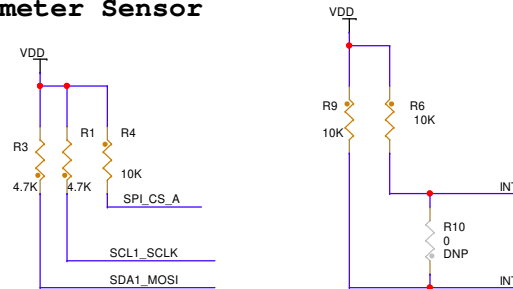 meter Sensor
VDD
R3
R1
R4
4.7K
4.7K
10K
SPI_CS_A
SCL1_SCLK
SDA1_MOSI
VDD
R9
R6
10K
10K
INT
R10
0
DNP
INT